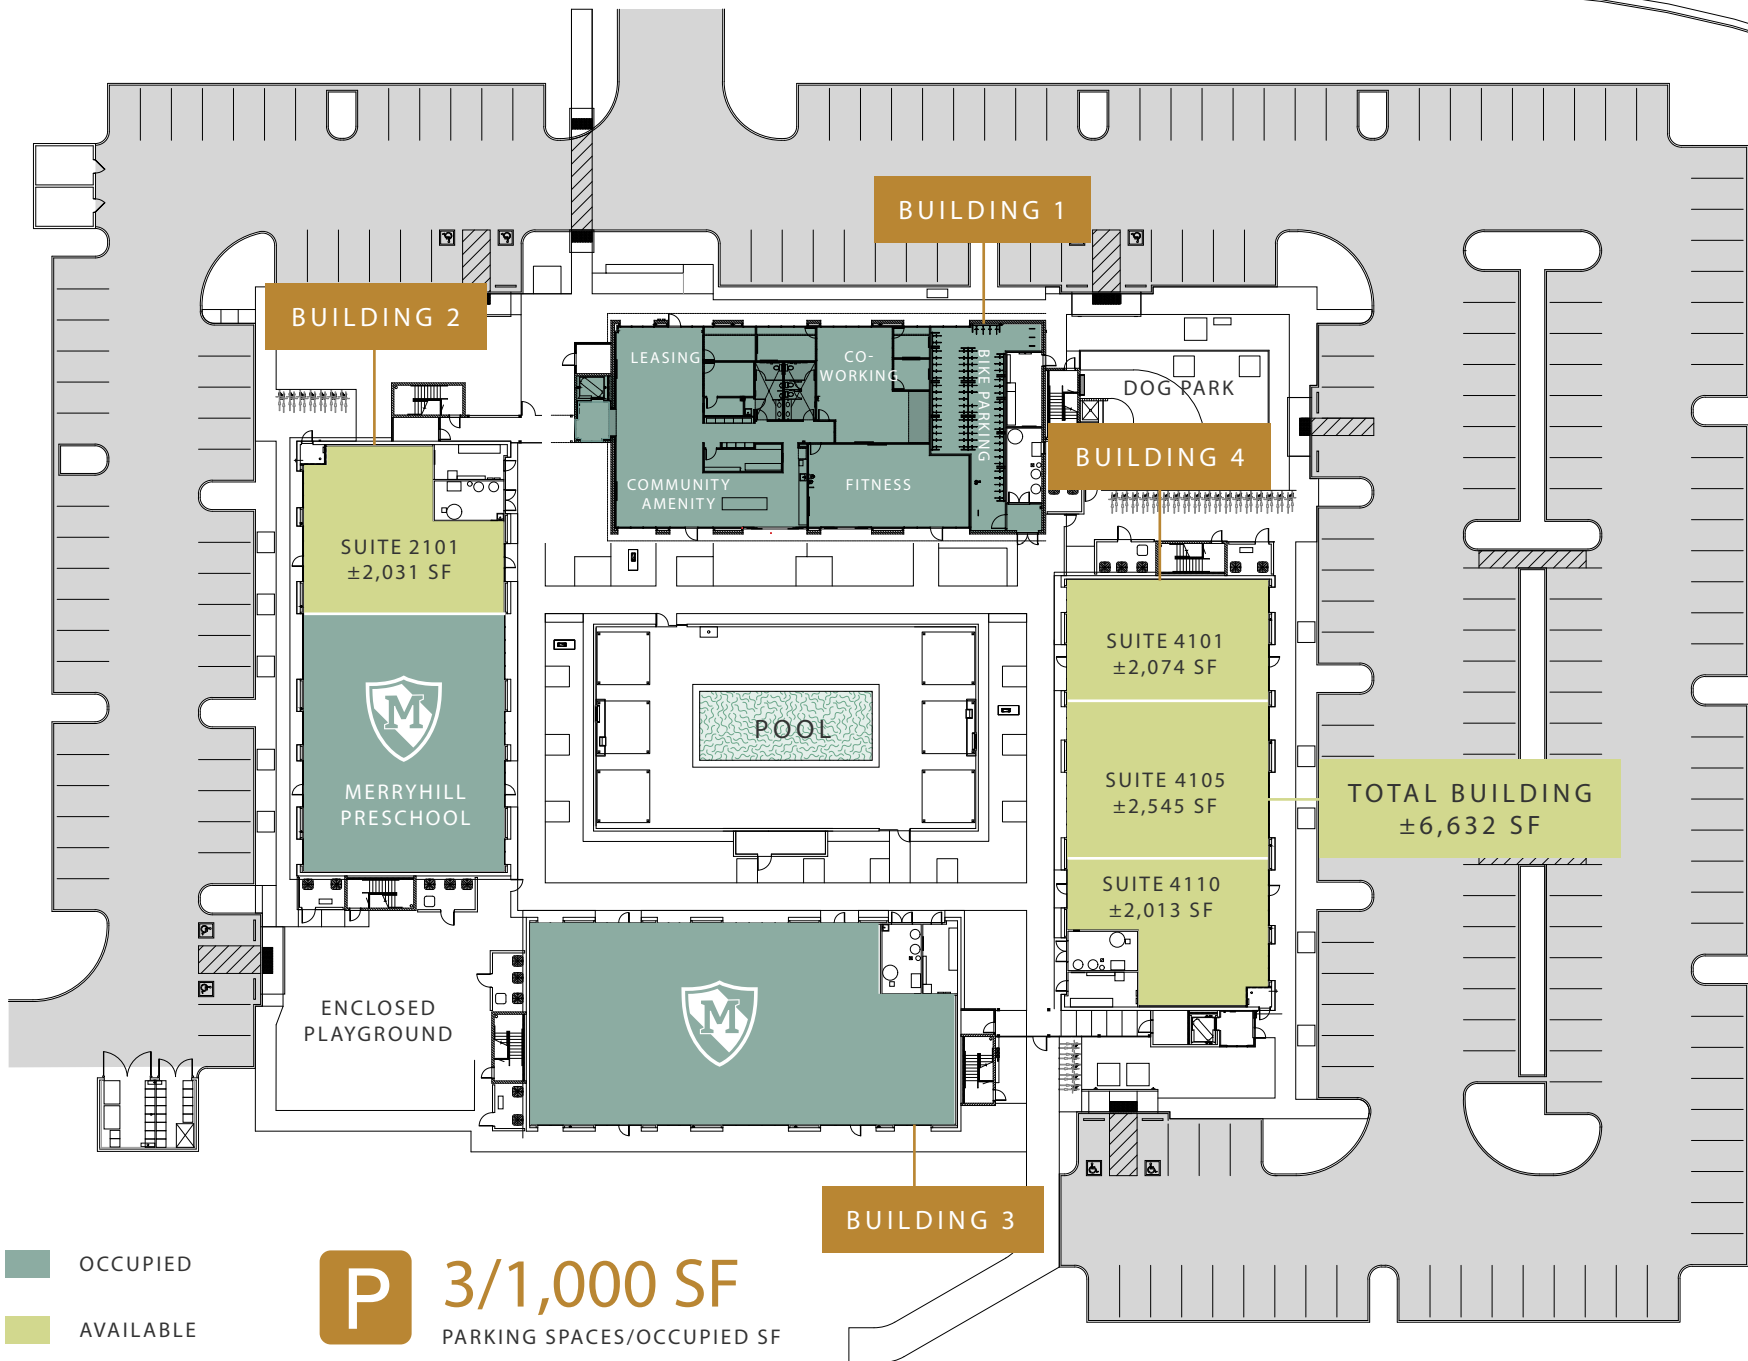 BUILDING 1
BUILDING 2
LEASING
CO-
WORKING
BIKE PARKING
DOG PARK
COMMUNITY
AMENITY
FITNESS
BUILDING 4
SUITE 2101
±2,031 SF
SUITE 4101
±2,074 SF
M
MERRYHILL
PRESCHOOL
POOL
SUITE 4105
±2,545 SF
TOTAL BUILDING
±6,632 SF
SUITE 4110
±2,013 SF
ENCLOSED
PLAYGROUND
M
BUILDING 3
OCCUPIED
AVAILABLE
P
3/1,000 SF
PARKING SPACES/OCCUPIED SF